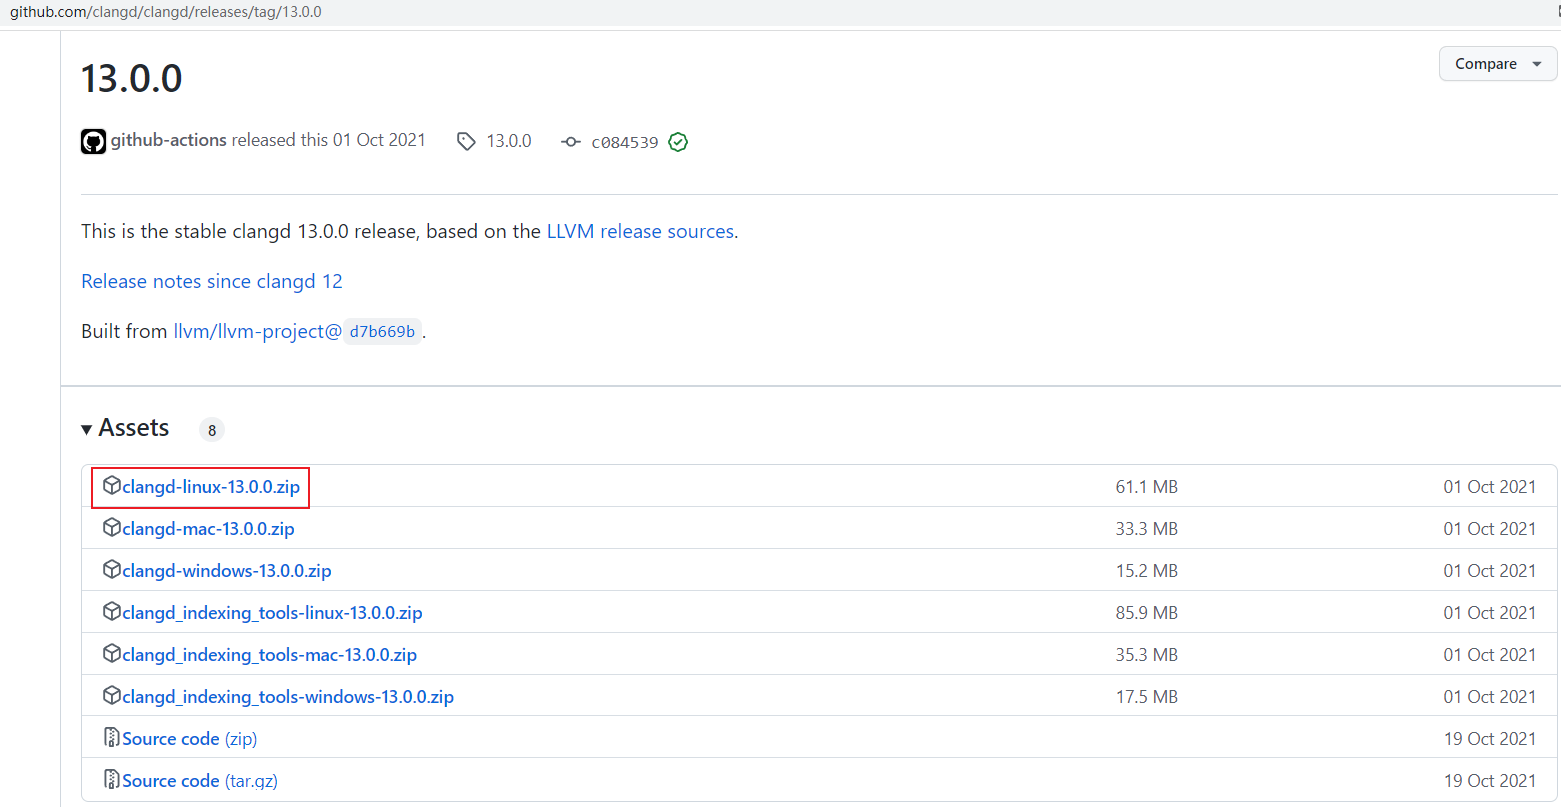 github.com/clangd/clangd/releases/tag/13.0.0
13.0.0
Compare
github-actions released this 01 Oct 2021 13.0.0 c084539
This is the stable clangd 13.0.0 release, based on the LLVM release sources.
Release notes since clangd 12
Built from llvm/llvm-project@ d7b669b .
Assets 8
clangd-linux-13.0.0.zip 61.1 MB 01 Oct 2021
clangd-mac-13.0.0.zip 33.3 MB 01 Oct 2021
clangd-windows-13.0.0.zip 15.2 MB 01 Oct 2021
clangd_indexing_tools-linux-13.0.0.zip 85.9 MB 01 Oct 2021
clangd_indexing_tools-mac-13.0.0.zip 35.3 MB 01 Oct 2021
clangd_indexing_tools-windows-13.0.0.zip 17.5 MB 01 Oct 2021
Source code (zip) 19 Oct 2021
Source code (tar.gz) 19 Oct 2021